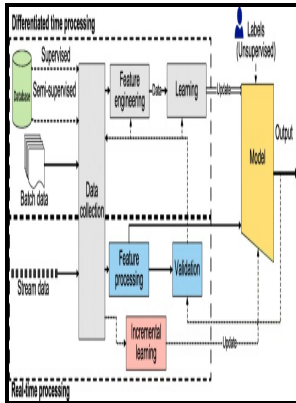 Differentiated time processing
Labels
(Unsupervised)
Supervised
Semi-supervised
Database
Batch data
Data
collection
Feature
engineering
Data
Learning
Update
Model
Output
Stream data
Feature
processing
Validation
Incremental
learning
Update
Real-time processing